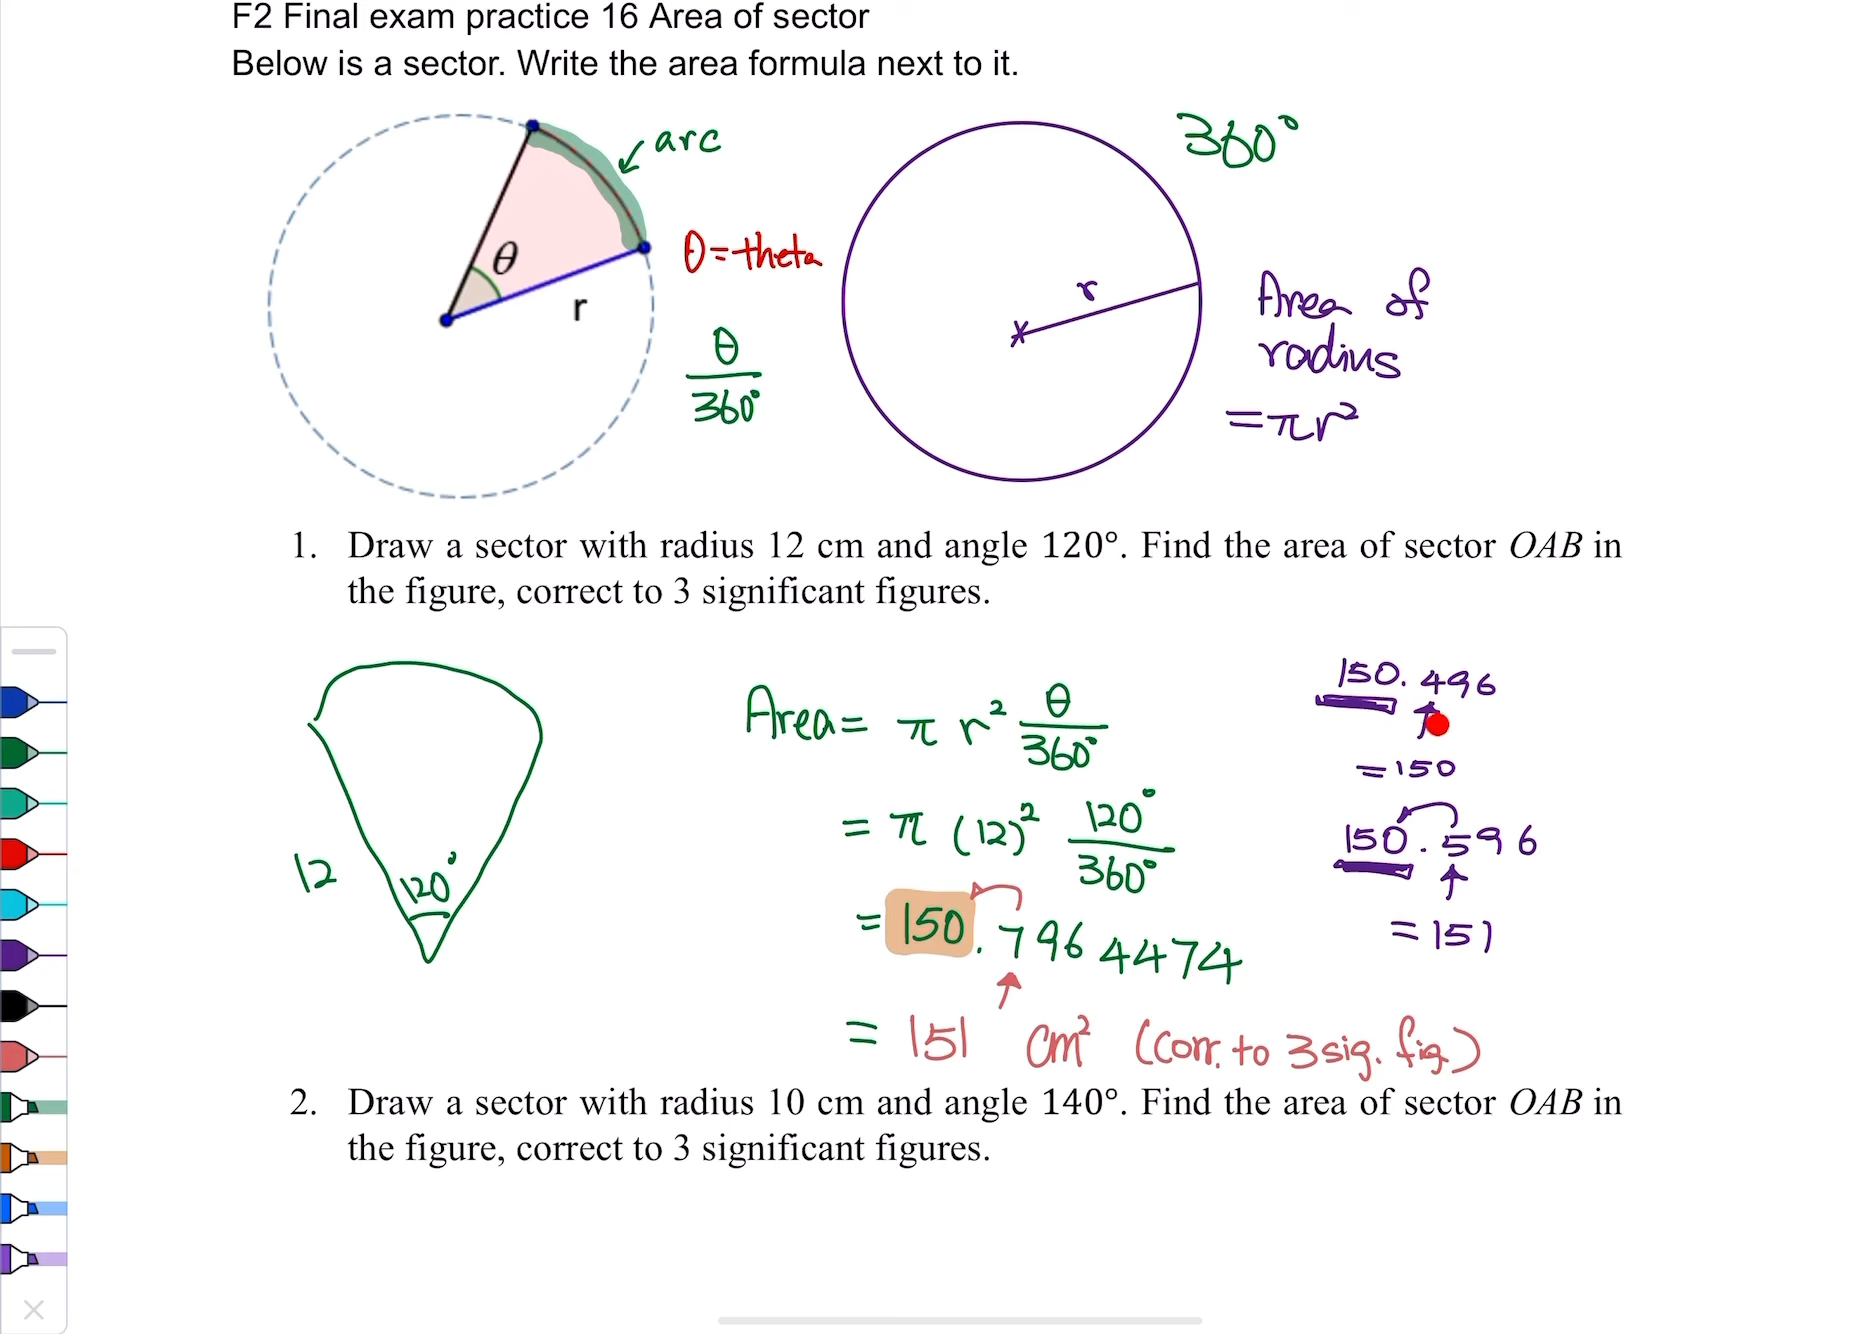 F2 Final exam practice 16 Area of sector
Below is a sector. Write the area formula next to it.
arc
360°
θ
θ=theta
r
r
Area of
radius
=πr²
θ
360°
1. Draw a sector with radius 12 cm and angle 120°. Find the area of sector OAB in
the figure, correct to 3 significant figures.
12
120°
Area= π r² θ/360°
= π (12)² 120°/360°
= 150.7964474
= 151 cm² (corr. to 3 sig. fig.)
150.496
=150
150.596
=151
2. Draw a sector with radius 10 cm and angle 140°. Find the area of sector OAB in
the figure, correct to 3 significant figures.